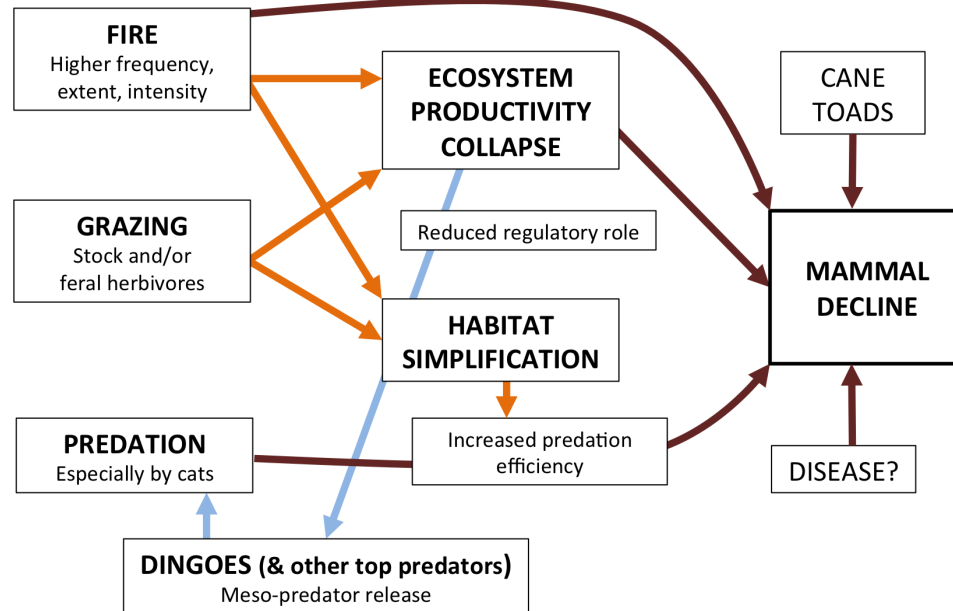 FIRE
Higher frequency,
extent, intensity
ECOSYSTEM
PRODUCTIVITY
COLLAPSE
CANE
TOADS
GRAZING
Stock and/or
feral herbivores
Reduced regulatory role
MAMMAL
DECLINE
HABITAT
SIMPLIFICATION
PREDATION
Especially by cats
Increased predation
efficiency
DISEASE?
DINGOES (& other top predators)
Meso-predator release